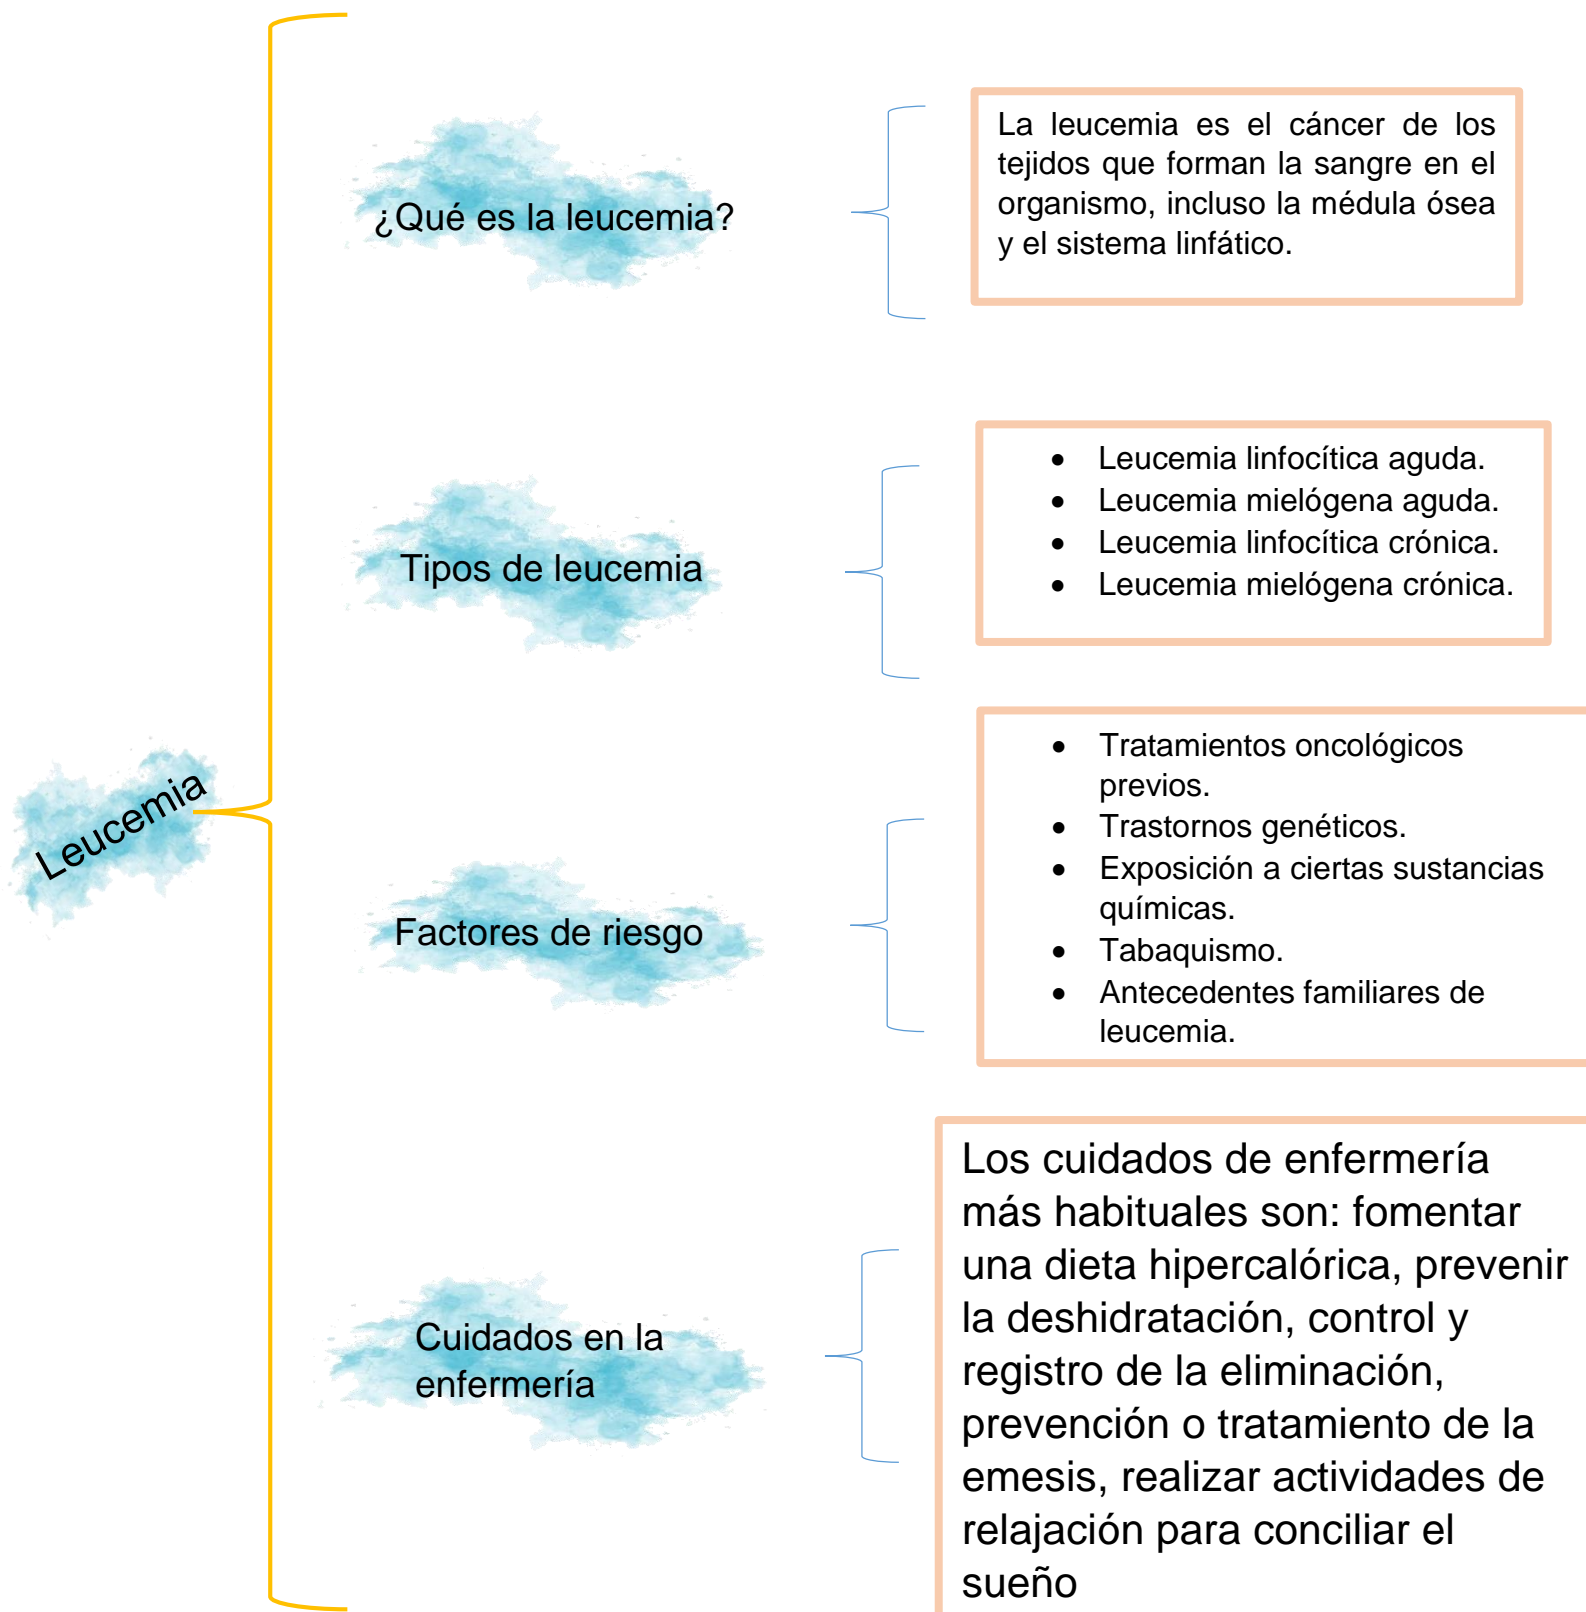 Leucemia
¿Qué es la leucemia?
La leucemia es el cáncer de los
tejidos que forman la sangre en el
organismo, incluso la médula ósea
y el sistema linfático.
Tipos de leucemia
• Leucemia linfocítica aguda.
• Leucemia mielógena aguda.
• Leucemia linfocítica crónica.
• Leucemia mielógena crónica.
Factores de riesgo
• Tratamientos oncológicos
previos.
• Trastornos genéticos.
• Exposición a ciertas sustancias
químicas.
• Tabaquismo.
• Antecedentes familiares de
leucemia.
Cuidados en la
enfermería
Los cuidados de enfermería
más habituales son: fomentar
una dieta hipercalórica, prevenir
la deshidratación, control y
registro de la eliminación,
prevención o tratamiento de la
emesis, realizar actividades de
relajación para conciliar el
sueño